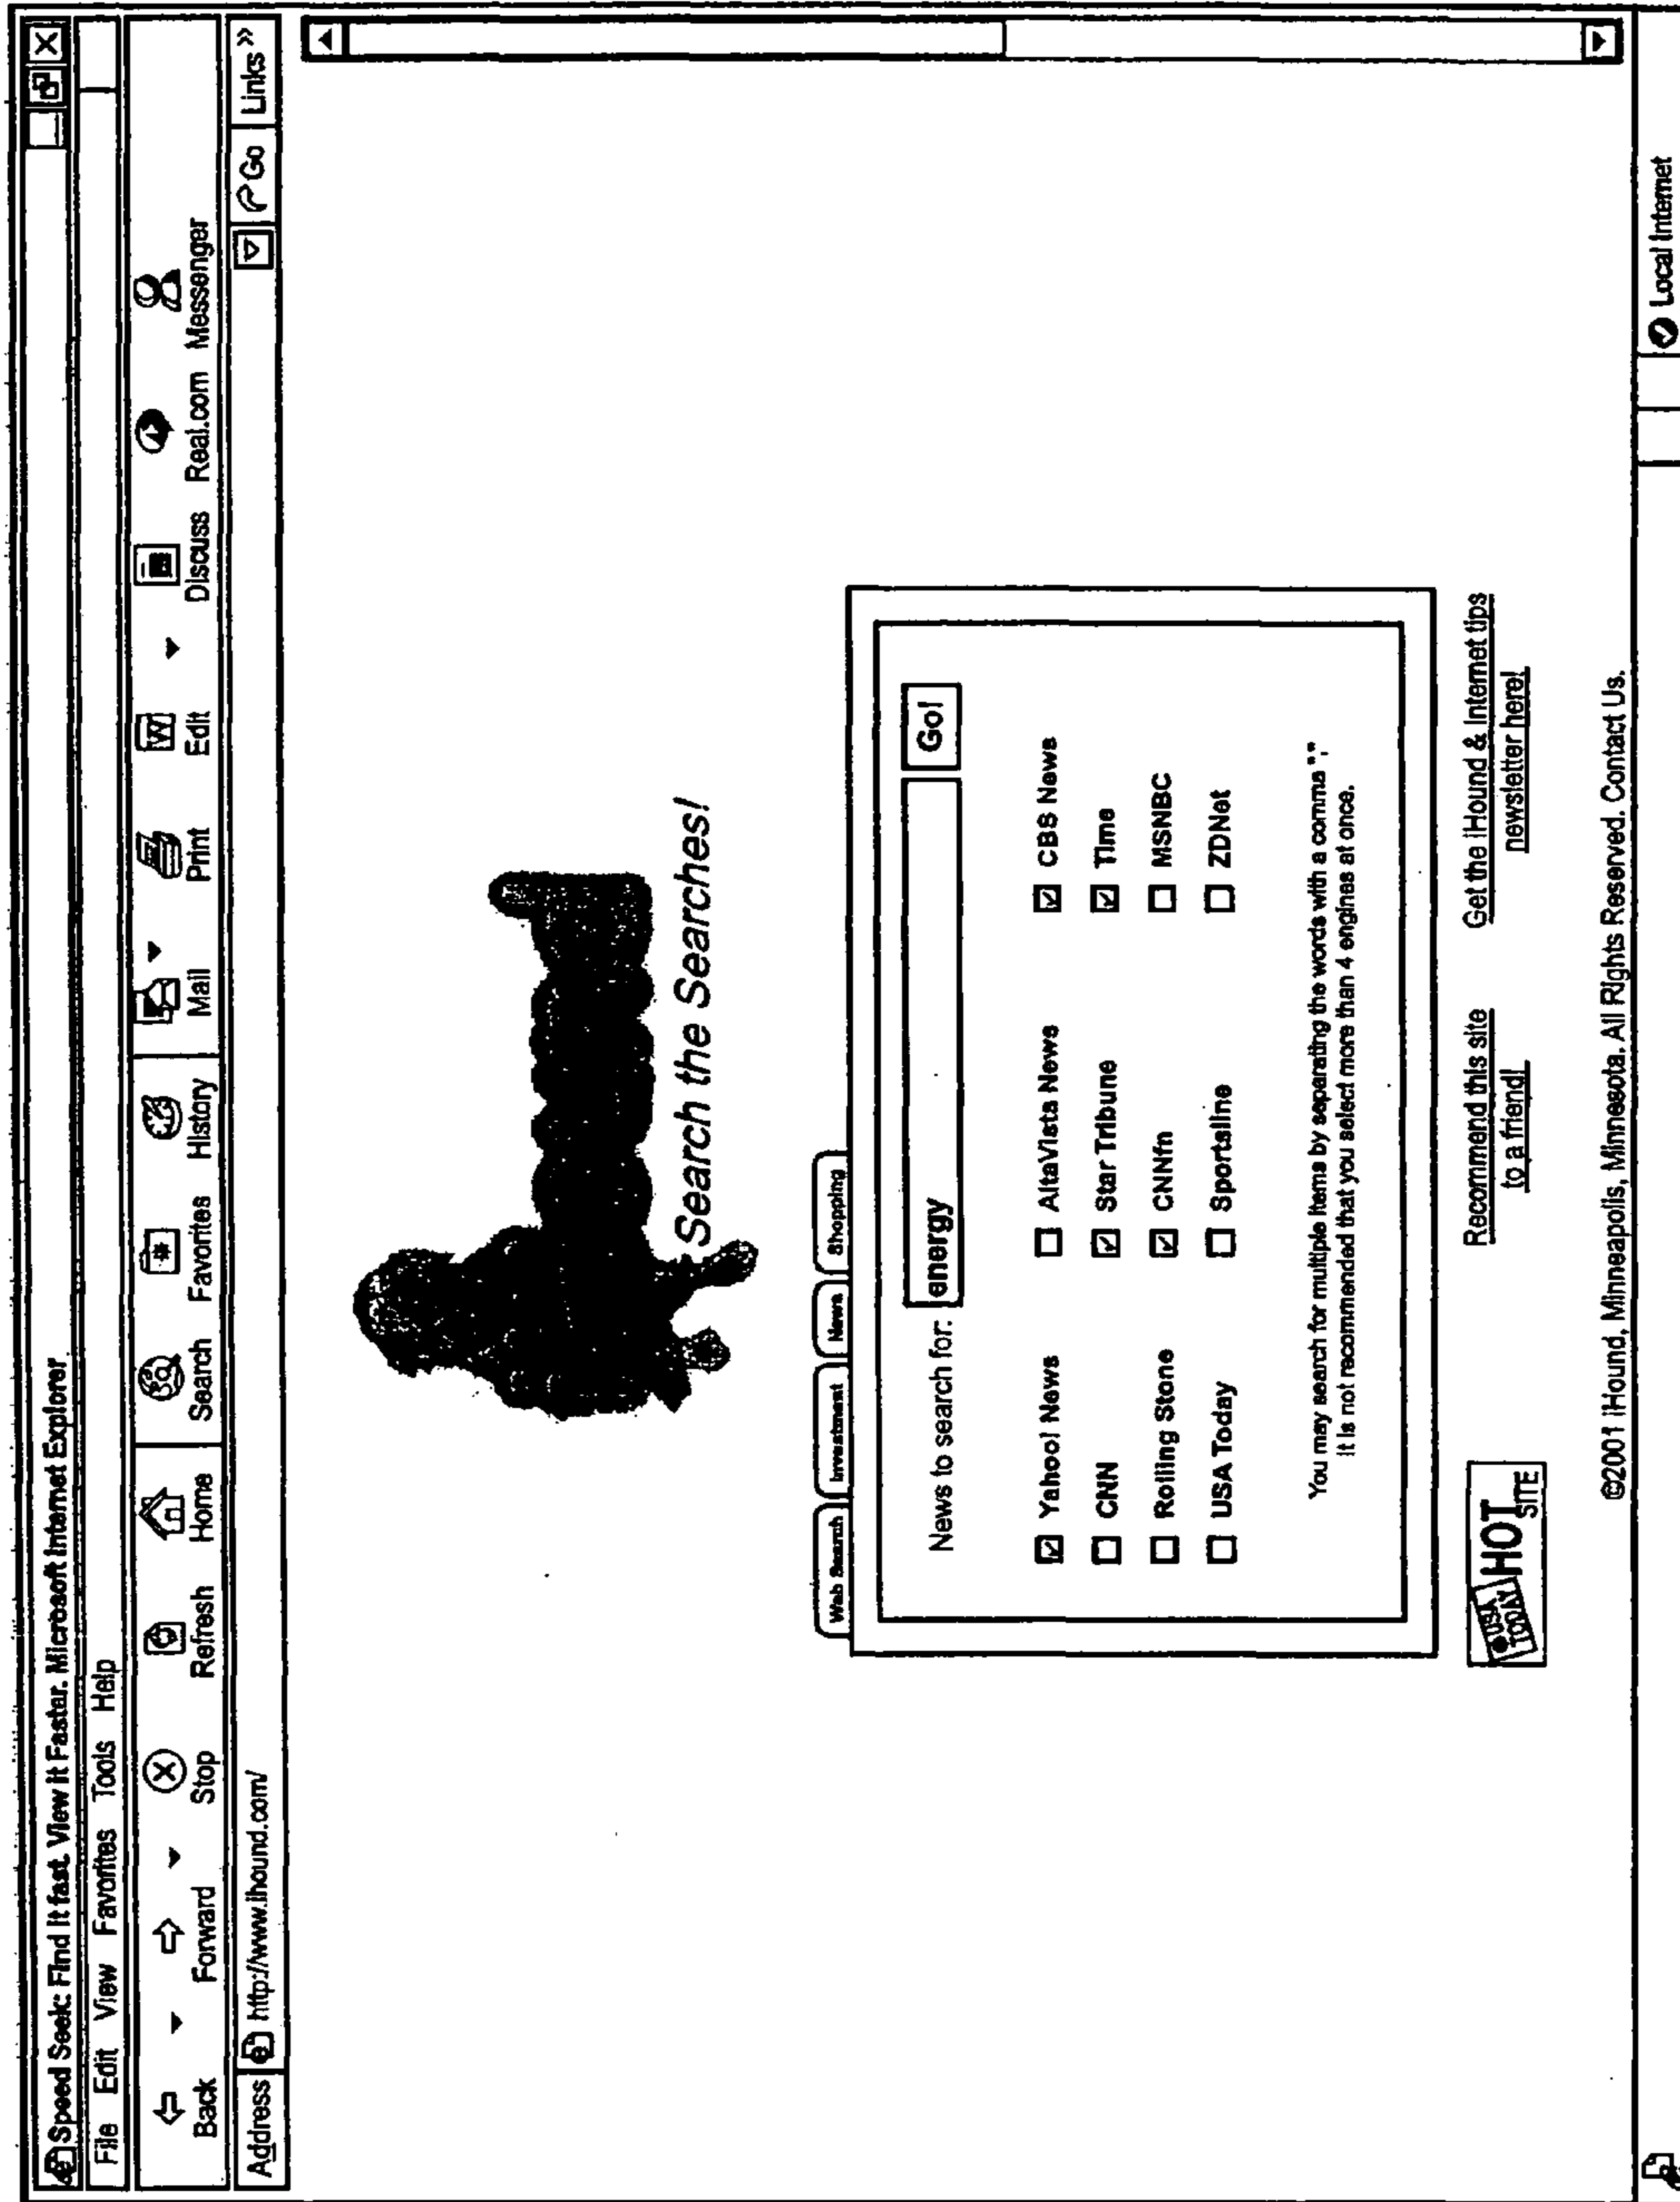 Speed Seek: Find it fast. View it Faster. Microsoft Internet Explorer
File Edit View Favorites Tools Help
Back Forward Stop Refresh Home Search Favorites History Mail Print Edit Discuss Real.com Messenger
Address http://www.ihound.com/ Go Links »
Search the Searches!
Web Search Investment News Shopping
News to search for: energy Go!
Yahoo! News AltaVista News CBS News
CNN Star Tribune Time
Rolling Stone CNNfn MSNBC
USA Today Sportsline ZDNet
You may search for multiple items by separating the words with a comma ",".
It is not recommended that you select more than 4 engines at once.
USA TODAY HOT SITE
Recommend this site
to a friend!
Get the iHound & Internet tips
newsletter here!
©2001 iHound, Minneapolis, Minnesota. All Rights Reserved. Contact Us.
Local Internet